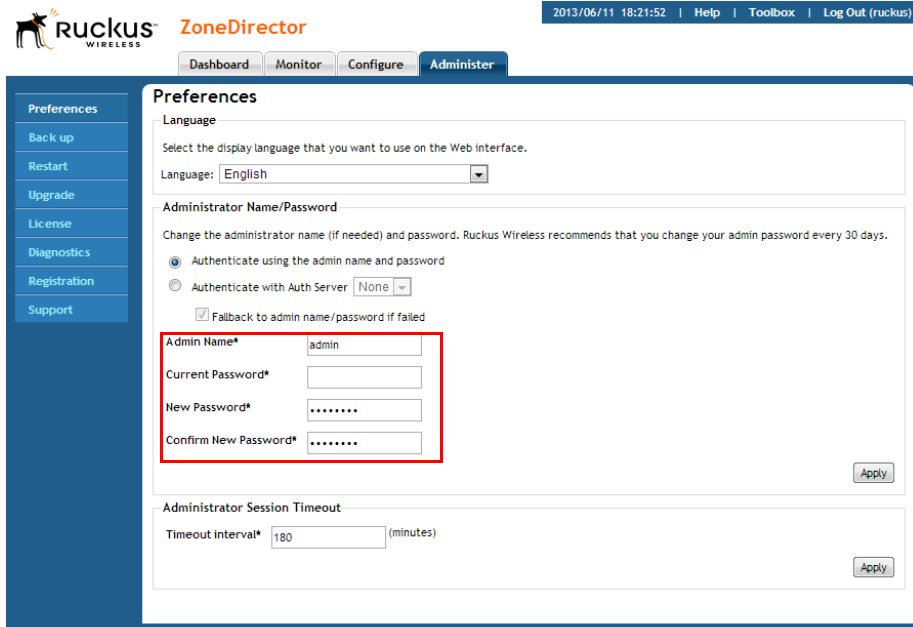 2013/06/11 18:21:52 | Help | Toolbox | Log Out (ruckus)
RUCKUS™
WIRELESS
ZoneDirector
Dashboard
Monitor
Configure
Administer
Preferences
Back up
Restart
Upgrade
License
Diagnostics
Registration
Support
Preferences
Language
Select the display language that you want to use on the Web interface.
Language: English
Administrator Name/Password
Change the administrator name (if needed) and password. Ruckus Wireless recommends that you change your admin password every 30 days.
Authenticate using the admin name and password
Authenticate with Auth Server None
Fallback to admin name/password if failed
Admin Name* admin
Current Password*
New Password* ••••••••
Confirm New Password* ••••••••
Apply
Administrator Session Timeout
Timeout interval* 180 (minutes)
Apply